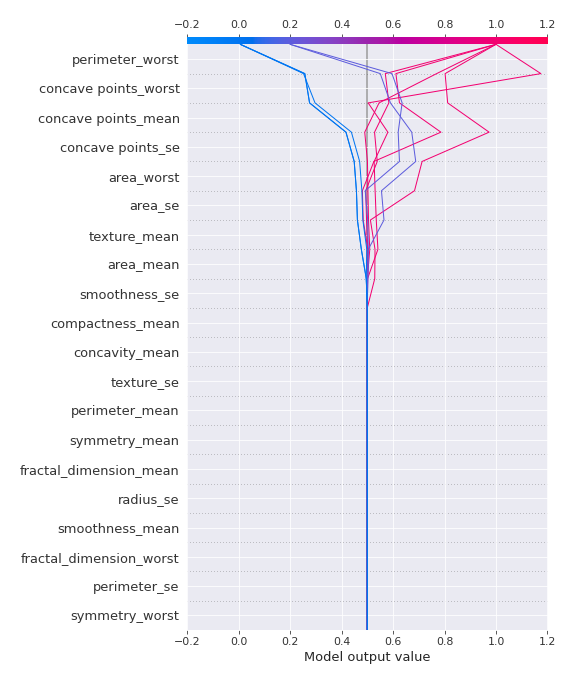 −0.2 0.0 0.2 0.4 0.6 0.8 1.0 1.2
perimeter_worst
concave points_worst
concave points_mean
concave points_se
area_worst
area_se
texture_mean
area_mean
smoothness_se
compactness_mean
concavity_mean
texture_se
perimeter_mean
symmetry_mean
fractal_dimension_mean
radius_se
smoothness_mean
fractal_dimension_worst
perimeter_se
symmetry_worst
−0.2 0.0 0.2 0.4 0.6 0.8 1.0 1.2
Model output value